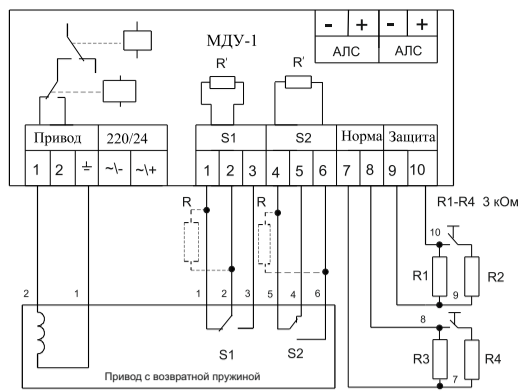 - + - +
АЛС АЛС
МДУ-1
R' R'
Привод 220/24 S1 S2 Норма Защита
1 2 ~\- ~\+ 1 2 3 4 5 6 7 8 9 10
R R R1-R4 3 кОм
10
R1 R2
9
2 1 1 2 3 5 4 6
8
S1 S2 R3 R4
7
Привод с возвратной пружиной